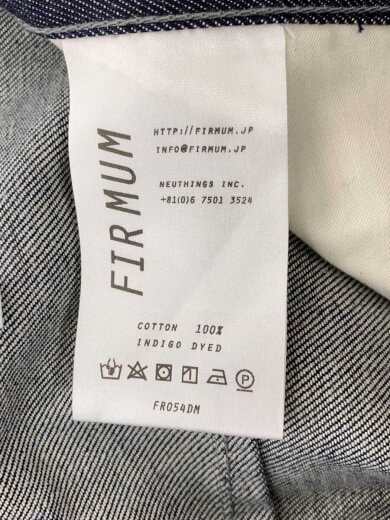 FIRMUM
HTTP://FIRMUM.JP
INFO@FIRMUM.JP
NEUTHINGS INC.
+81(0)6 7501 3524
COTTON 100%
INDIGO DYED
FR054DM